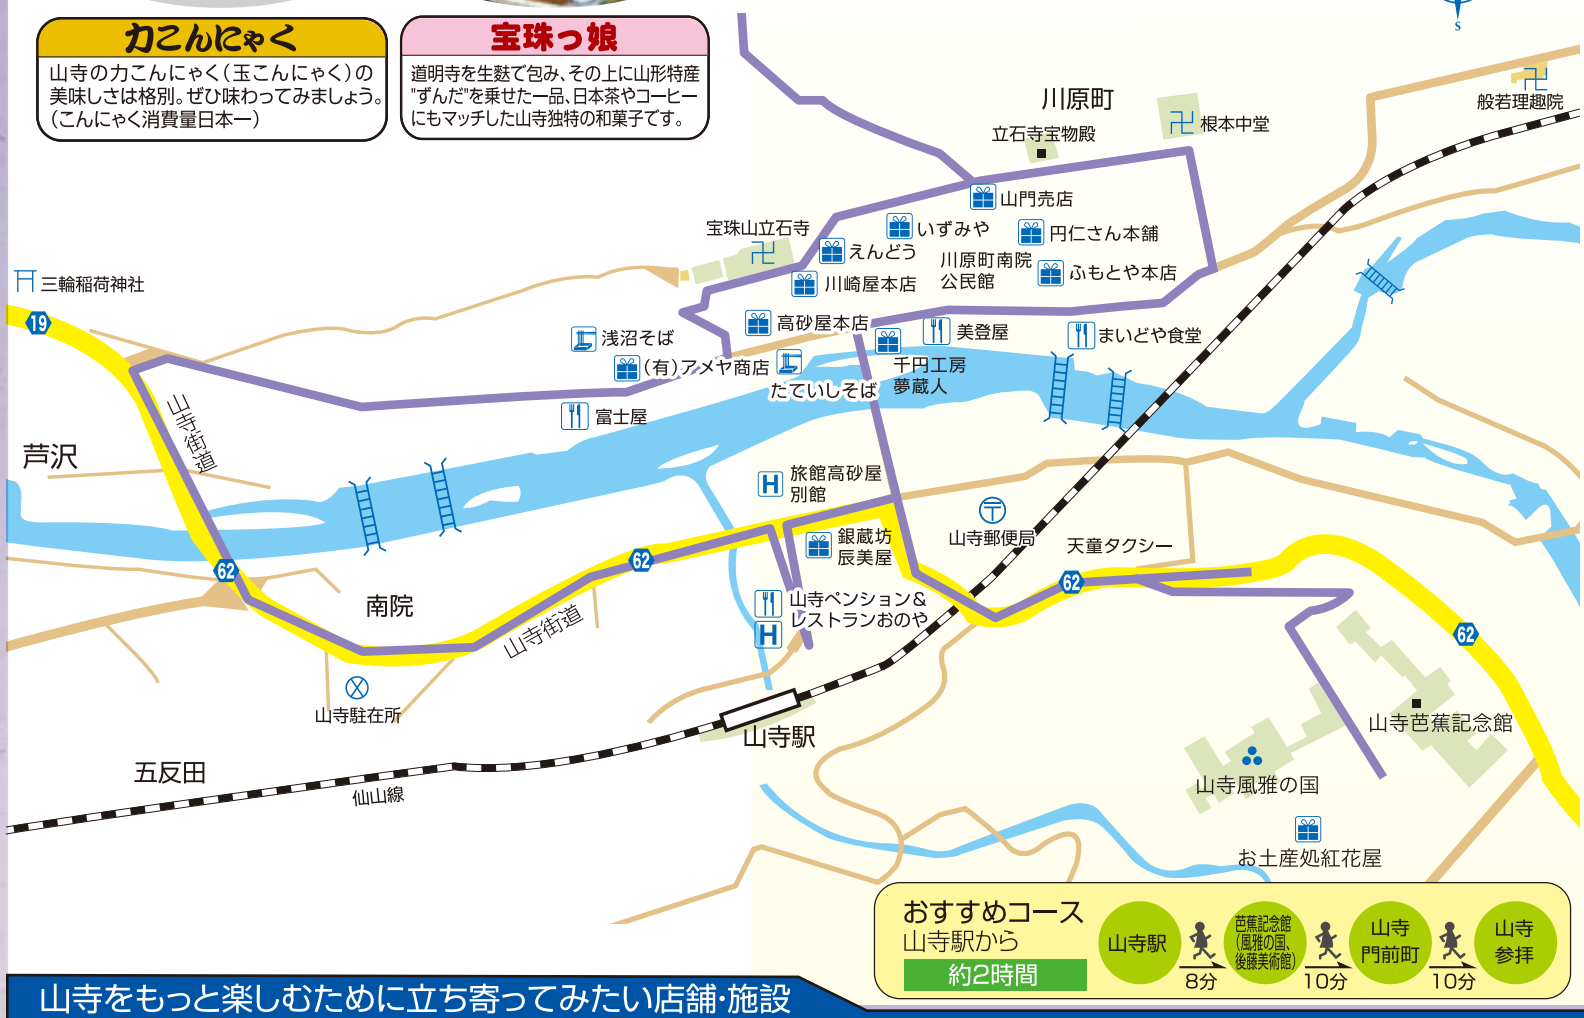 力こんにゃく
山寺の力こんにゃく(玉こんにゃく)の
美味しさは格別。ぜひ味わってみましょう。
(こんにゃく消費量日本一)
宝珠っ娘
道明寺を生麩で包み、その上に山形特産
"ずんだ"を乗せた一品、日本茶やコーヒー
にもマッチした山寺独特の和菓子です。
S
川原町
立石寺宝物殿
根本中堂
般若理趣院
山門売店
宝珠山立石寺
いずみや
円仁さん本舗
えんどう
川原町南院
公民館
ふもとや本店
川崎屋本店
三輪稲荷神社
19
高砂屋本店
美登屋
まいどや食堂
浅沼そば
(有)アメヤ商店
千円工房
夢蔵人
たていしそば
富士屋
山寺街道
芦沢
旅館高砂屋
別館
H
山寺郵便局
銀蔵坊
辰美屋
天童タクシー
62
62
62
62
南院
山寺街道
山寺ペンション&
レストランおのや
H
山寺駐在所
山寺駅
五反田
仙山線
山寺芭蕉記念館
山寺風雅の国
お土産処紅花屋
おすすめコース
山寺駅から
約2時間
山寺駅
8分
芭蕉記念館
(風雅の国、
後藤美術館)
10分
山寺
門前町
10分
山寺
参拝
山寺をもっと楽しむために立ち寄ってみたい店舗・施設